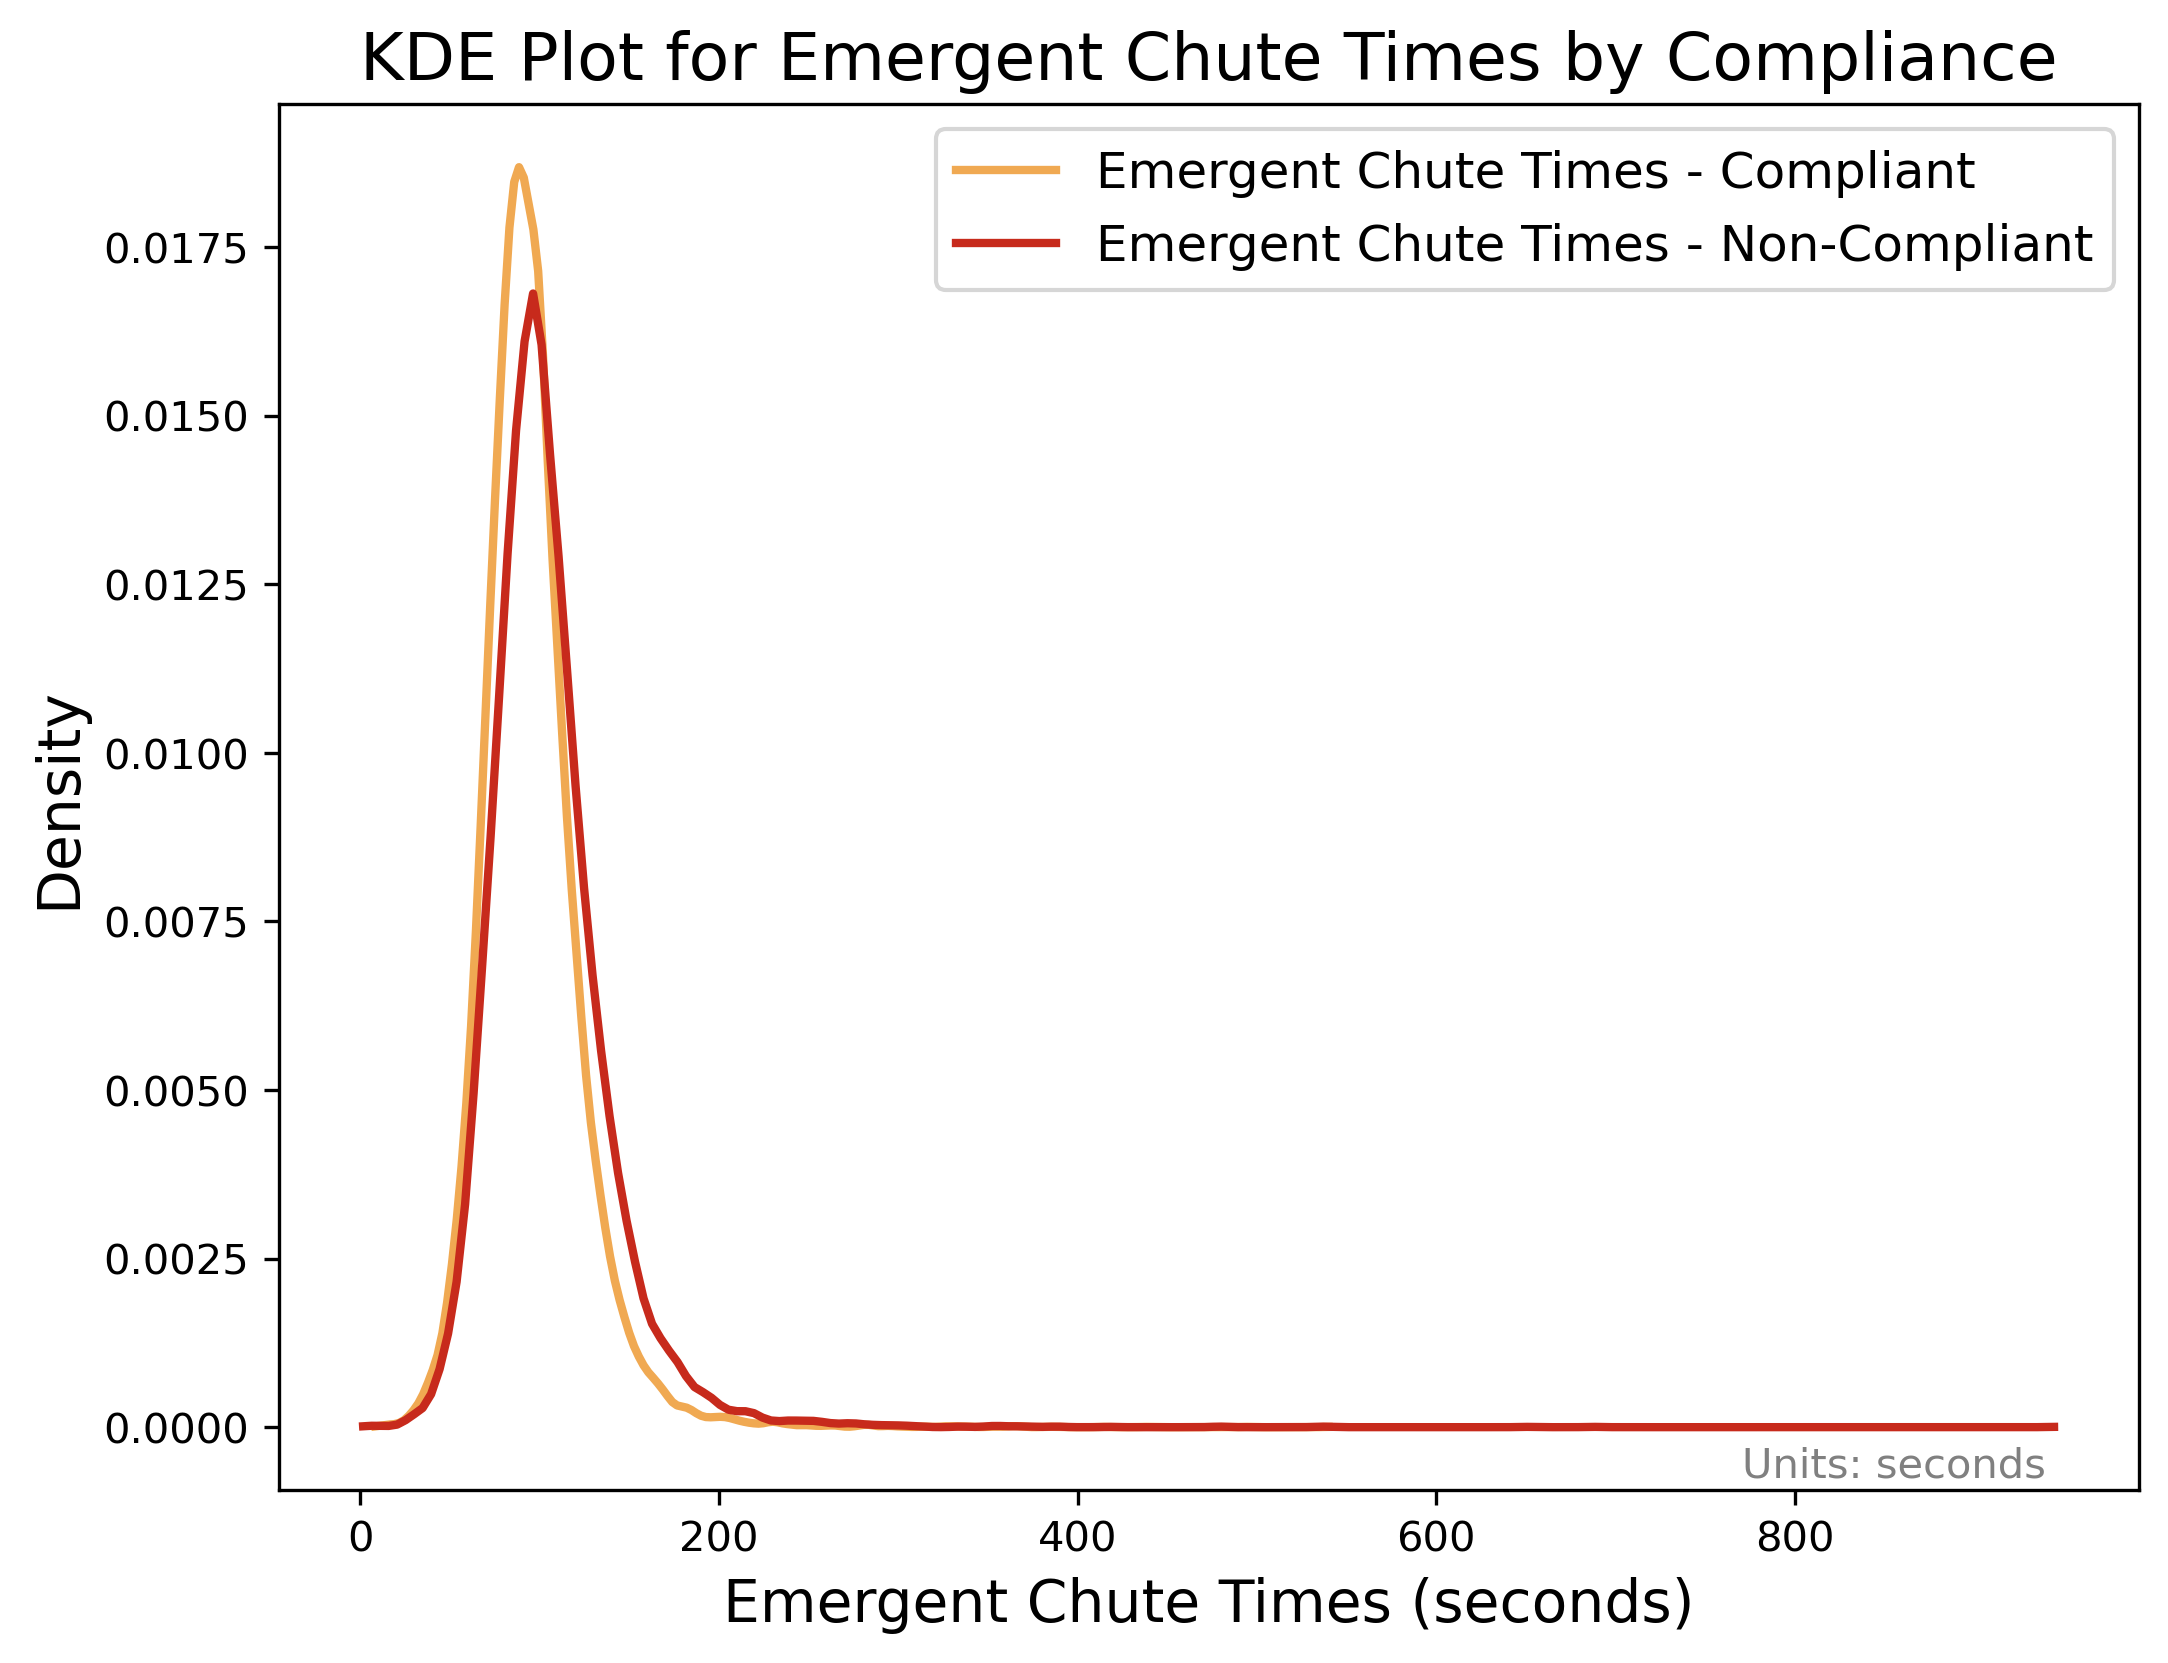 KDE Plot for Emergent Chute Times by Compliance
Emergent Chute Times - Compliant
Emergent Chute Times - Non-Compliant
Density
0.0175
0.0150
0.0125
0.0100
0.0075
0.0050
0.0025
0.0000
Units: seconds
0 200 400 600 800
Emergent Chute Times (seconds)